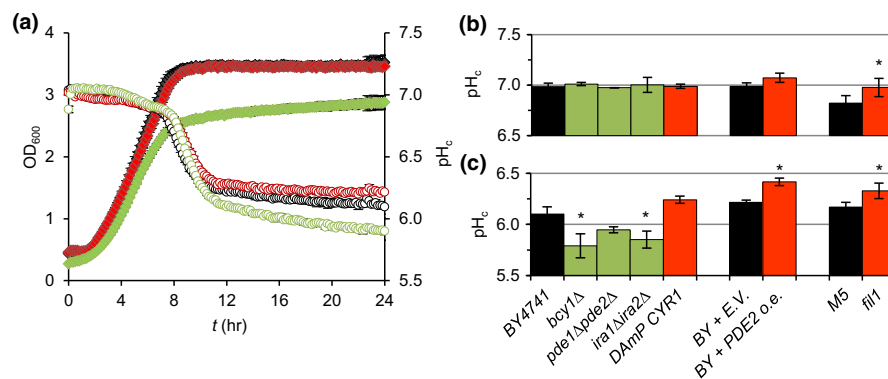 (a)
4
3
2
1
0
OD600
7.5
7.0
6.5
6.0
5.5
pHc
0 4 8 12 16 20 24
t (hr)
(b)
7.5
7.0
6.5
pHc
*
(c)
6.5
6.0
5.5
pHc
* * * *
BY4741
bcy1Δ
pde1Δpde2Δ
ira1Δira2Δ
DAmP CYR1
BY + E.V.
BY + PDE2 o.e.
M5
fil1